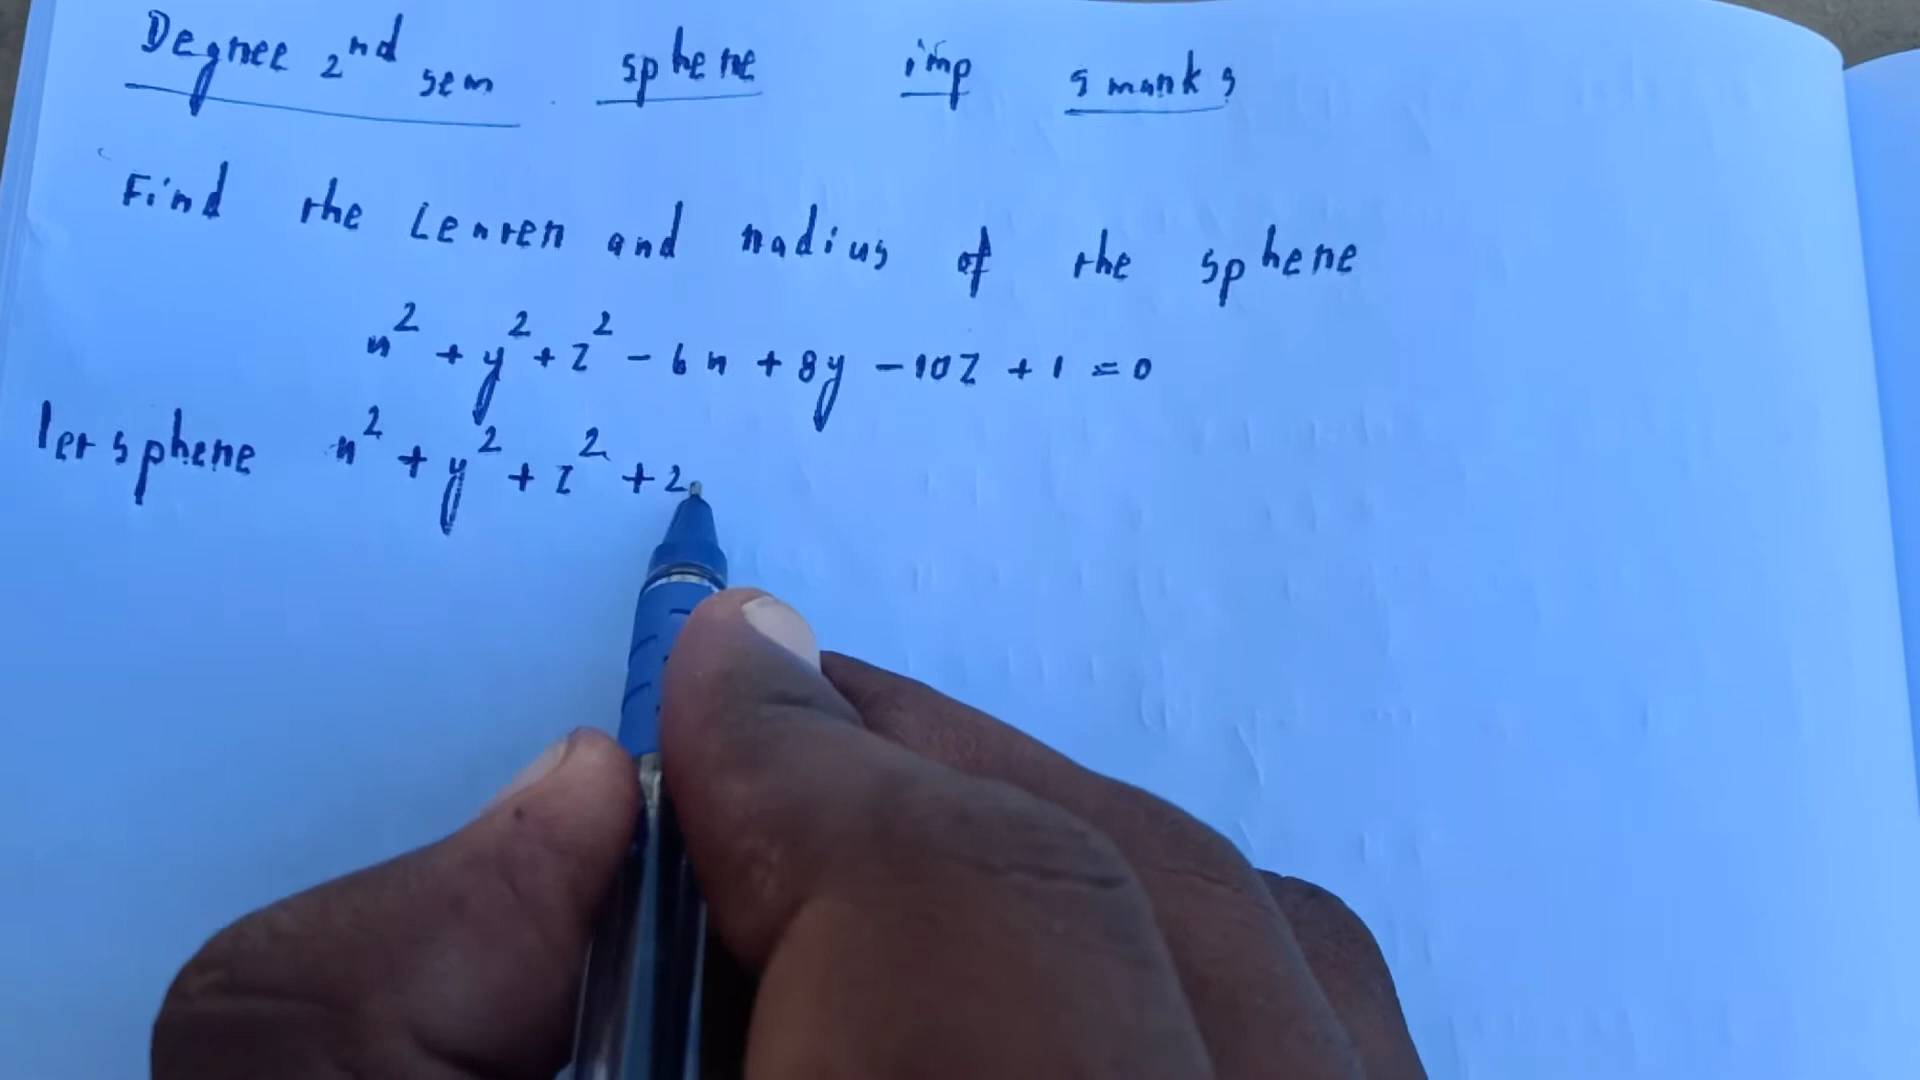 Degree 2nd sem sphere imp 5 marks
Find the Center and radius of the sphere
x² + y² + z² - 6x + 8y - 10z + 1 = 0
let sphere x² + y² + z² + 2